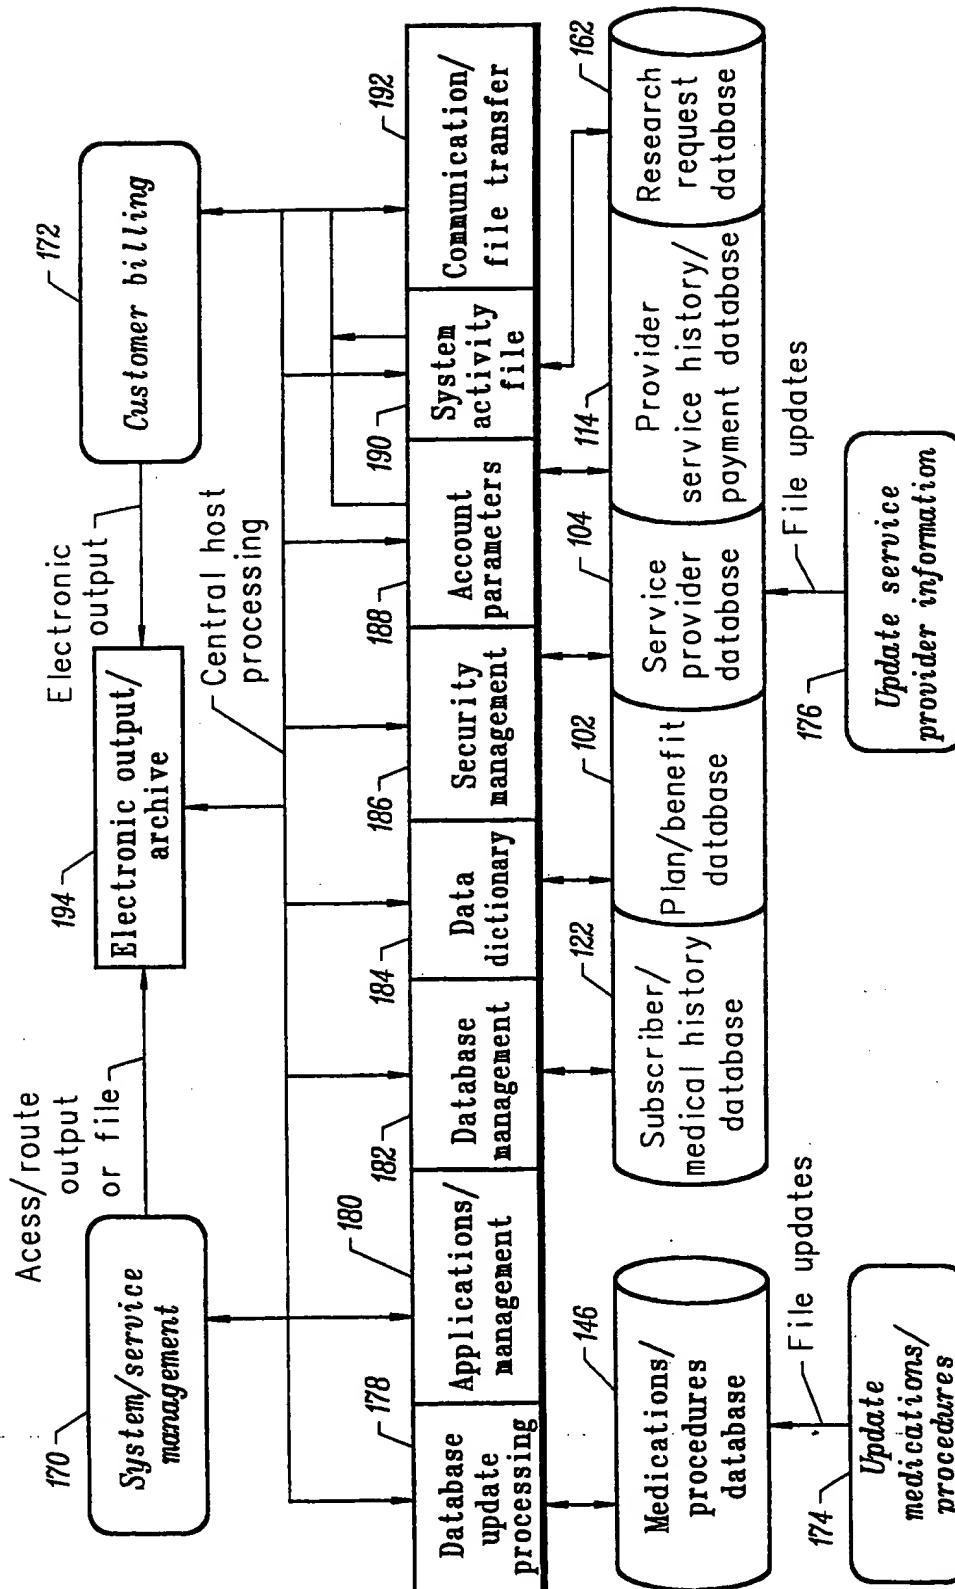 170
System/service
management
Acess/route
output
or file
194
Electronic output/
archive
Electronic
output
172
Customer billing
Central host
processing
178
Database
update
processing
180
Applications/
management
182
Database
management
184
Data
dictionary
186
Security
management
188
Account
parameters
190
System
activity
file
192
Communication/
file transfer
146
Medications/
procedures
database
122
Subscriber/
medical history
database
102
Plan/benefit
database
104
Service
provider
database
114
Provider
service history/
payment database
162
Research
request
database
File updates
174
Update
medications/
procedures
File updates
176
Update service
provider information